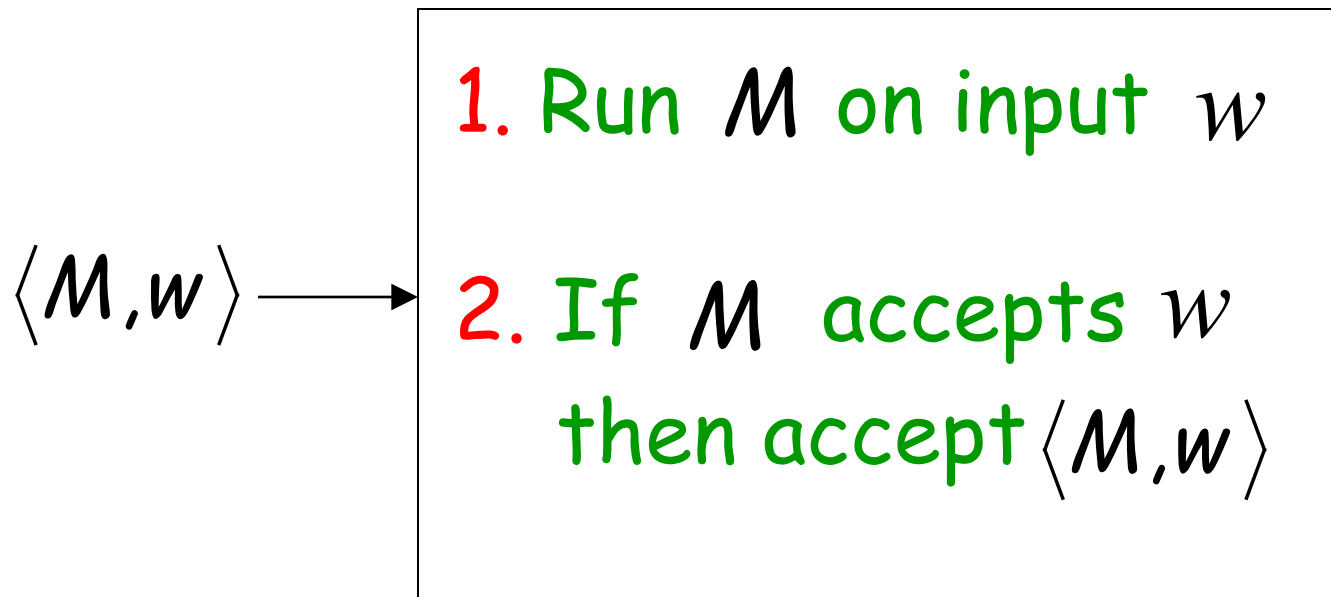 1. Run M on input w
⟨M,w⟩
2. If M accepts w
then accept ⟨M,w⟩